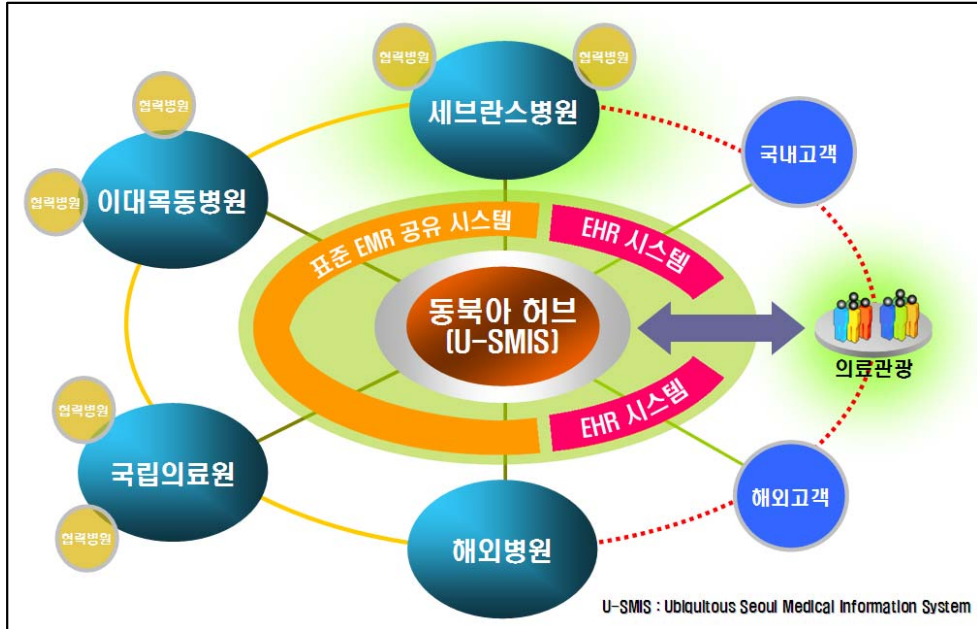 협력병원
협력병원
세브란스병원
협력병원
협력병원
이대목동병원
국내고객
표준 EMR 공유 시스템
EHR 시스템
동북아 허브
(U-SMIS)
의료관광
EHR 시스템
협력병원
국립의료원
협력병원
해외고객
해외병원
U-SMIS : Ubiquitous Seoul Medical Information System